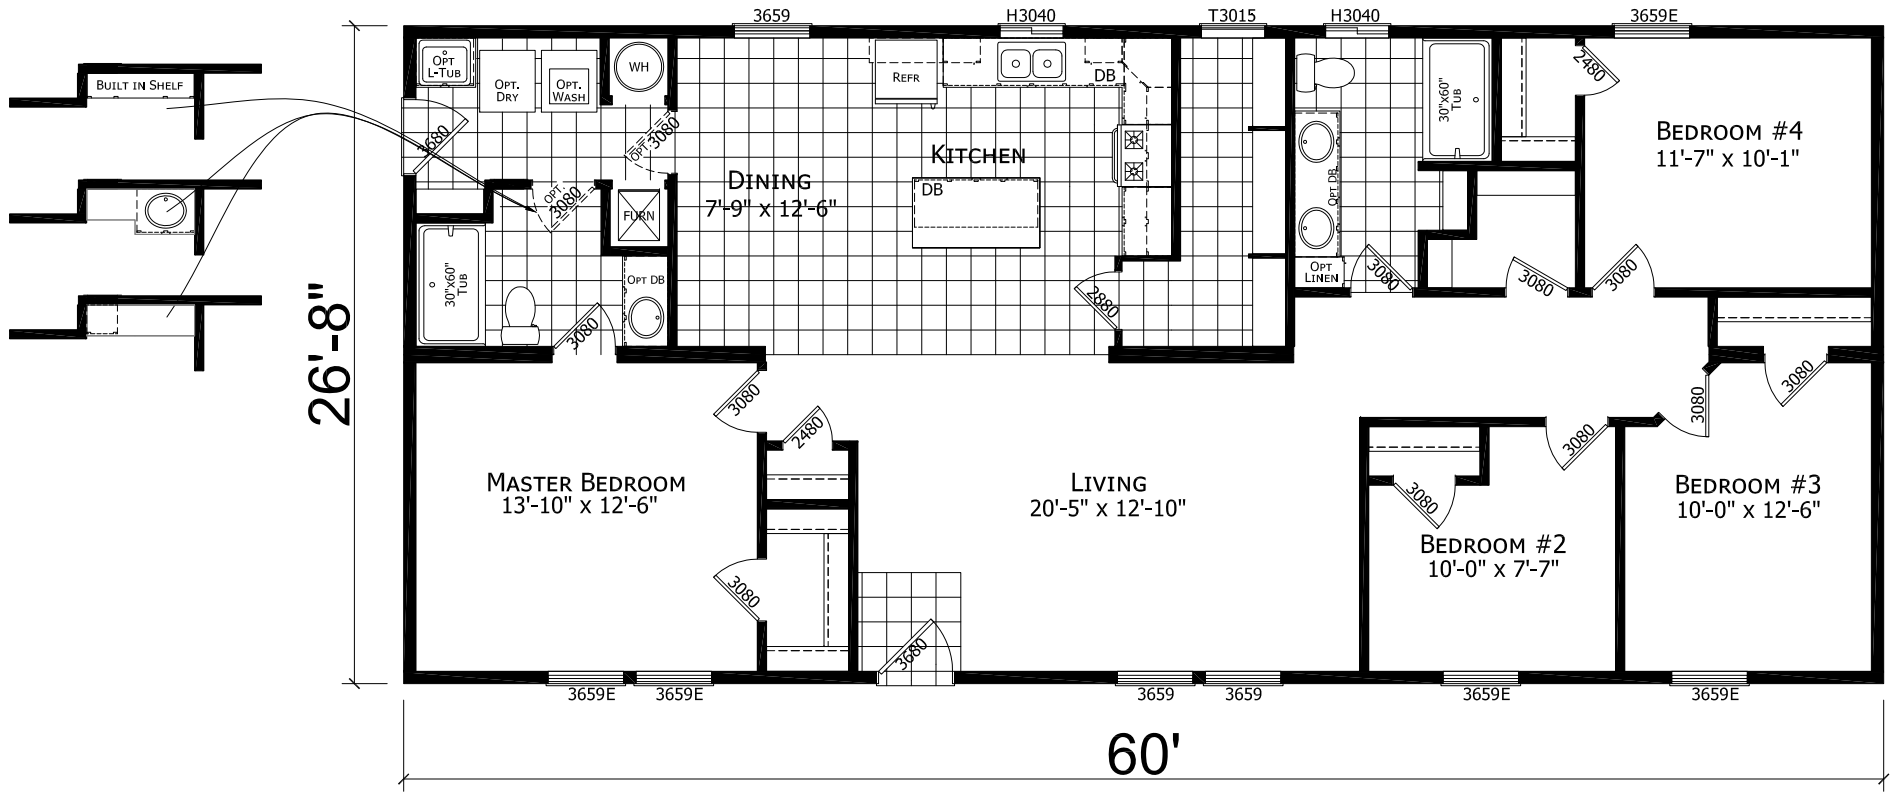 3659
H3040
T3015
H3040
3659E
BUILT IN SHELF
OPT
L-TUB
OPT.
DRY
OPT.
WASH
WH
REFR
DB
30"x60"
TUB
2480
BEDROOM #4
11'-7" x 10'-1"
3680
OPT.
3080
KITCHEN
DINING
7'-9" x 12'-6"
DB
OPT.
3080
FURN
OPT DB
30"x60"
TUB
OPT DB
3080
2880
OPT
LINEN
3080
3080
3080
26'-8"
3080
2480
3080
3080
3080
MASTER BEDROOM
13'-10" x 12'-6"
LIVING
20'-5" x 12'-10"
3080
BEDROOM #2
10'-0" x 7'-7"
BEDROOM #3
10'-0" x 12'-6"
3080
3680
3659E
3659E
3659
3659
3659E
3659E
60'